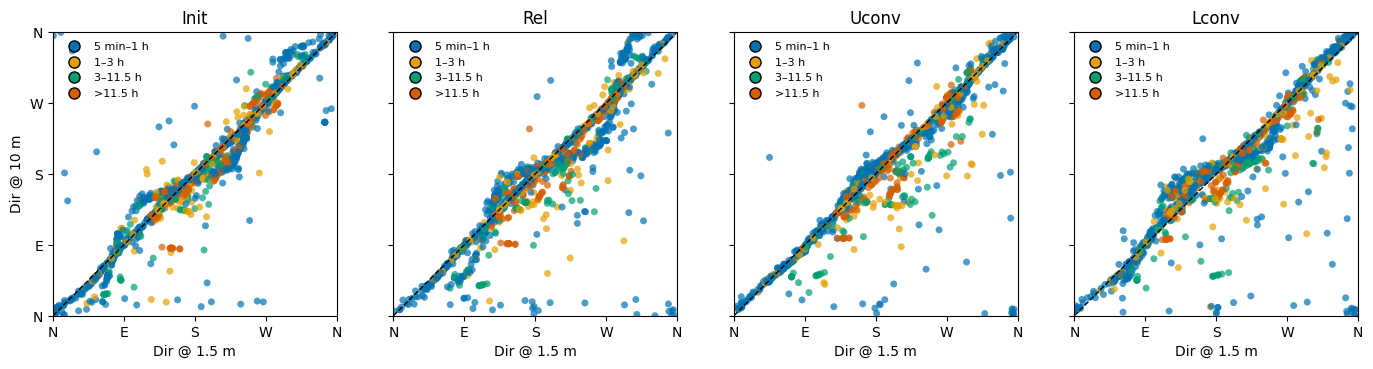 Init
Rel
Uconv
Lconv
5 min–1 h
1–3 h
3–11.5 h
>11.5 h
5 min–1 h
1–3 h
3–11.5 h
>11.5 h
5 min–1 h
1–3 h
3–11.5 h
>11.5 h
5 min–1 h
1–3 h
3–11.5 h
>11.5 h
Dir @ 10 m
N
W
S
E
N
N E S W N
N E S W N
N E S W N
N E S W N
Dir @ 1.5 m
Dir @ 1.5 m
Dir @ 1.5 m
Dir @ 1.5 m